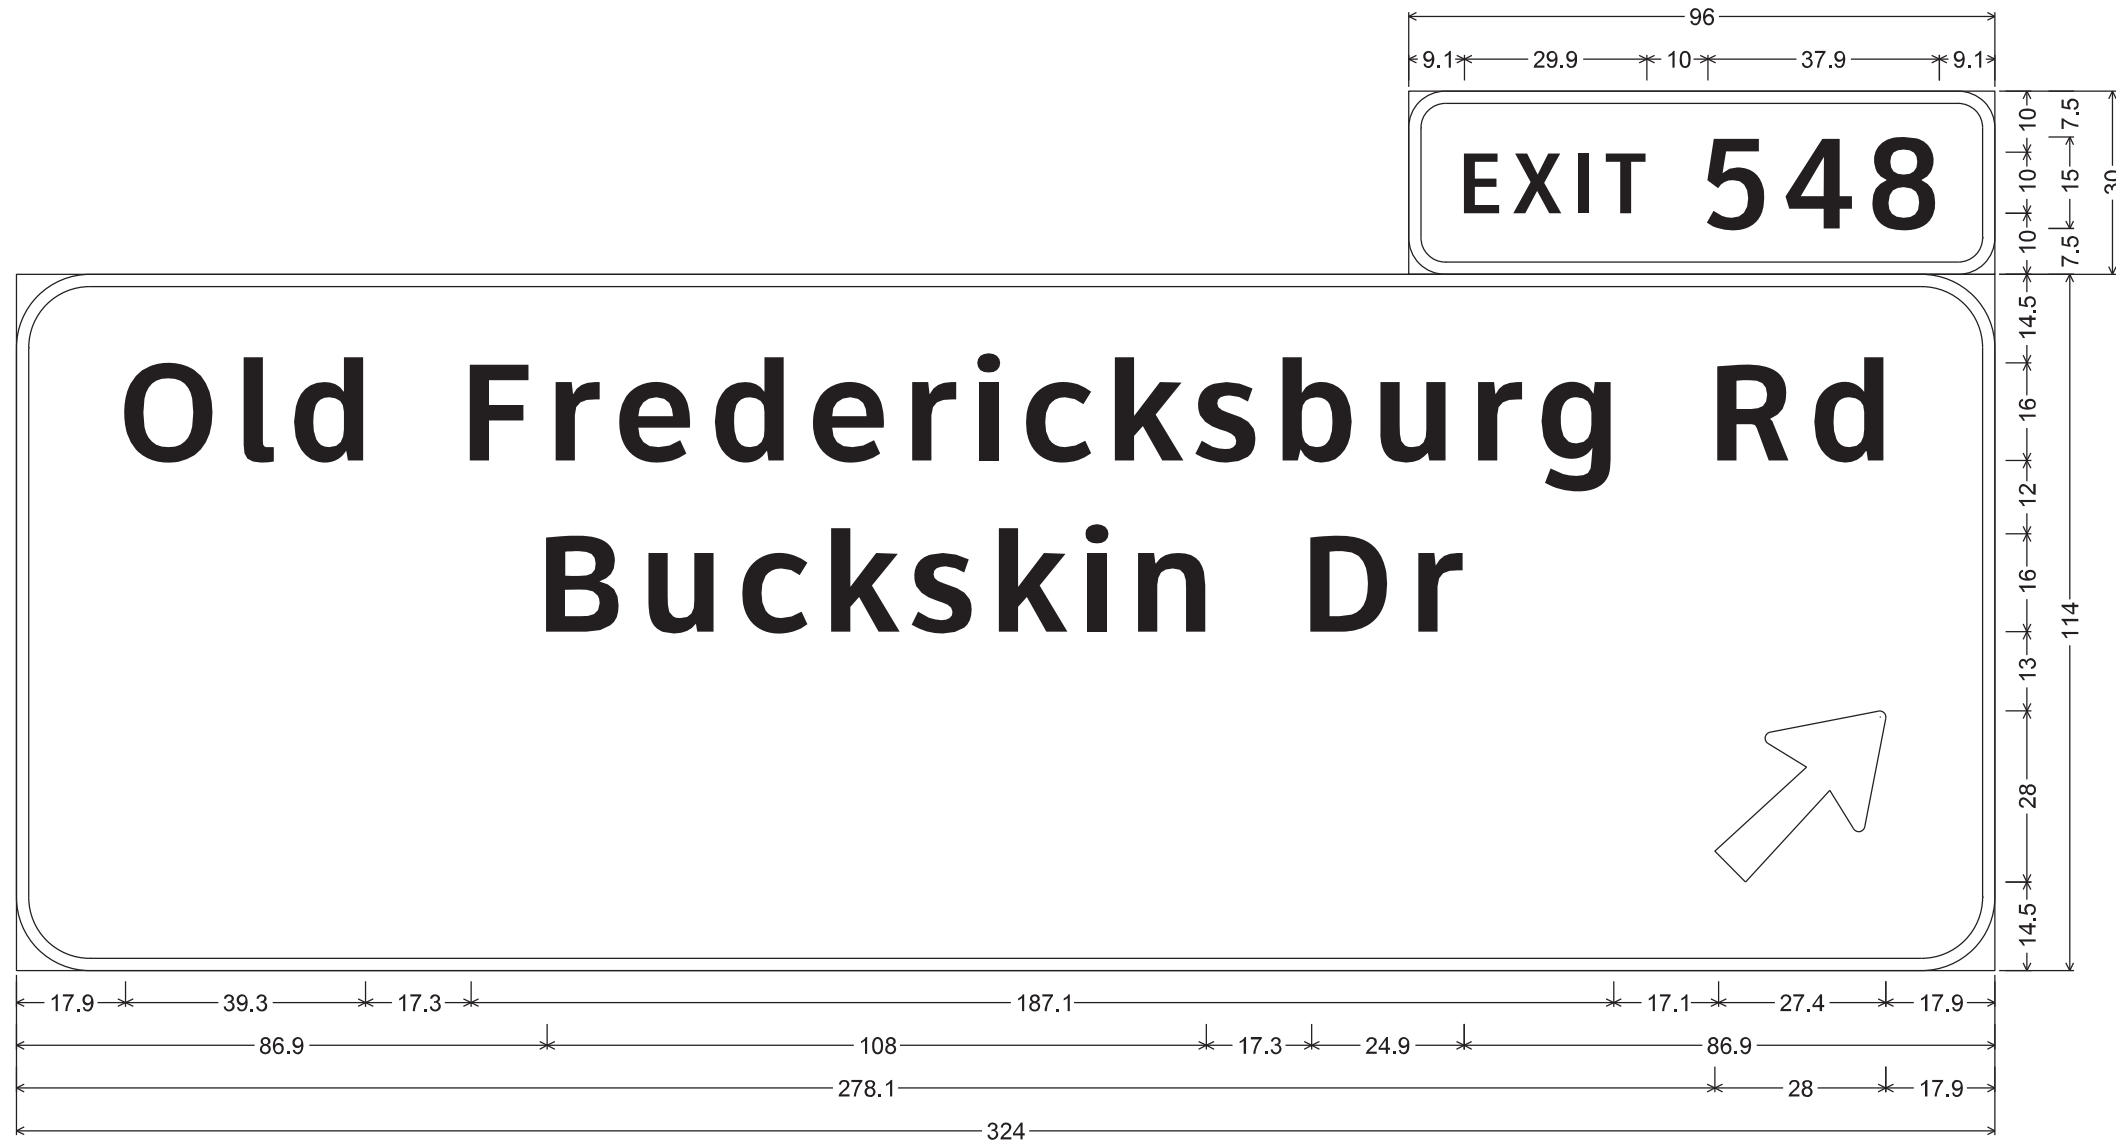 96
9.1 29.9 10 37.9 9.1
EXIT 548
10 10 10
7.5 15 7.5
30
Old Fredericksburg Rd
Buckskin Dr
14.5 16 12 16 13 28 14.5
114
17.9 39.3 17.3 187.1 17.1 27.4 17.9
86.9 108 17.3 24.9 86.9
278.1 28 17.9
324